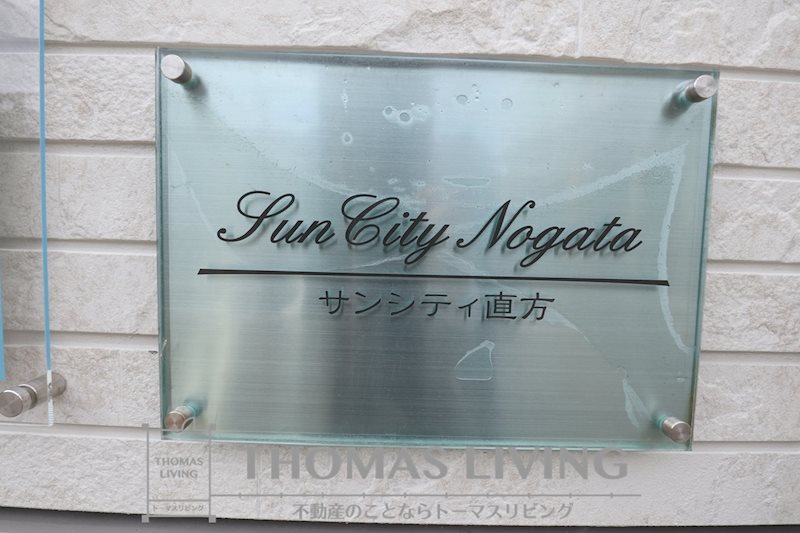 Sun City Nogata
サンシティ直方
THOMAS
LIVING
トーマスリビング
THOMAS LIVING
不動産のことならトーマスリビング